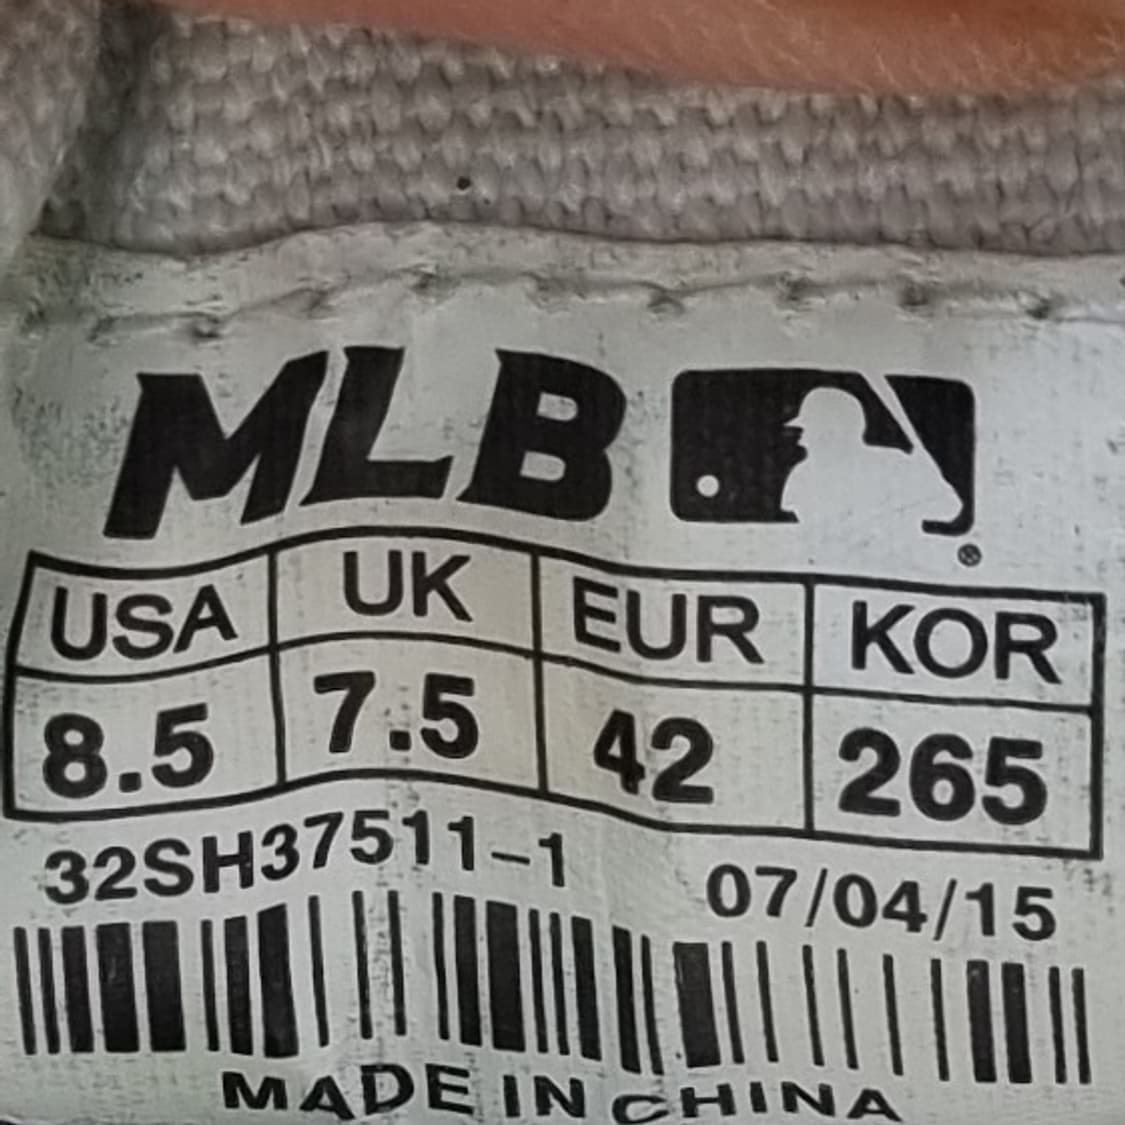 MLB ®
USA UK EUR KOR
8.5 7.5 42 265
32SH37511-1 07/04/15
MADE IN CHINA